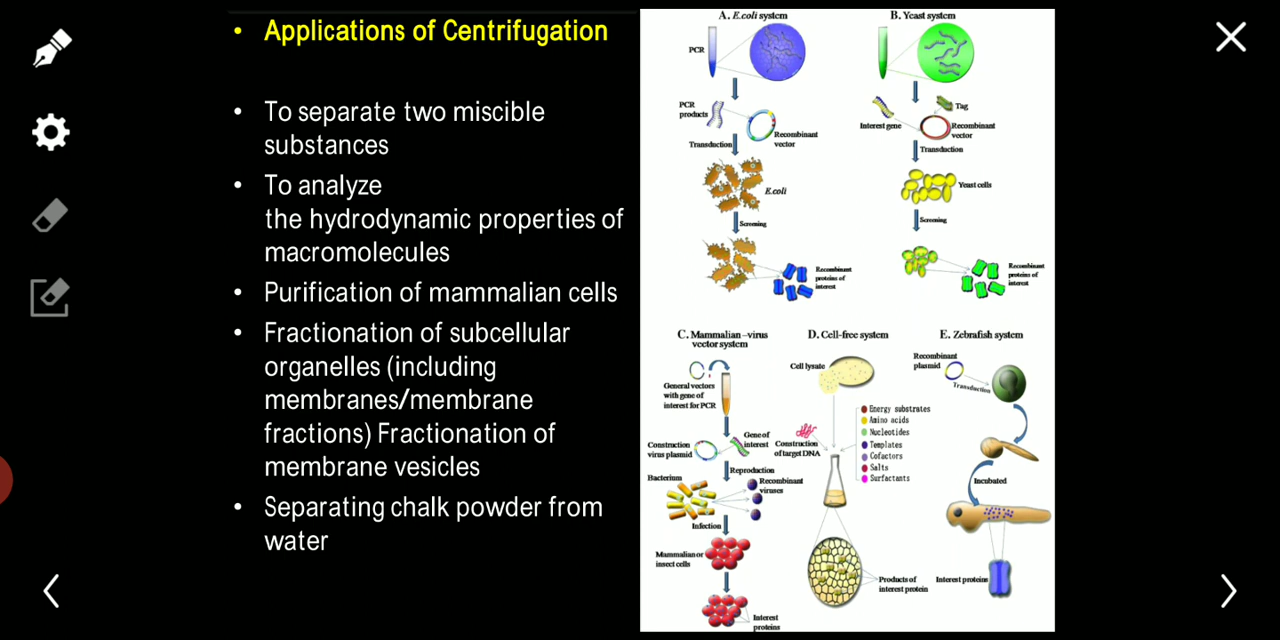 Applications of Centrifugation
To separate two miscible
substances
To analyze
the hydrodynamic properties of
macromolecules
Purification of mammalian cells
Fractionation of subcellular
organelles (including
membranes/membrane
fractions) Fractionation of
membrane vesicles
Separating chalk powder from
water
A. E.coli system
PCR
PCR
products
Recombinant
vector
Transduction
E.coli
Screening
Recombinant
proteins of
interest
B. Yeast system
Tag
Interest gene
Recombinant
vector
Transduction
Yeast cells
Screening
Recombinant
proteins of
interest
C. Mammalian –virus
vector system
General vectors
with gene of
interest for PCR
Construction
virus plasmid
Gene of
interest
Reproduction
Bacterium
Recombinant
viruses
Infection
Mammalian or
insect cells
Interest
proteins
D. Cell-free system
Cell lysate
Construction
of target DNA
Energy substrates
Amino acids
Nucleotides
Templates
Cofactors
Salts
Surfactants
Products of
interest protein
E. Zebrafish system
Recombinant
plasmid
Transduction
Incubated
Interest proteins